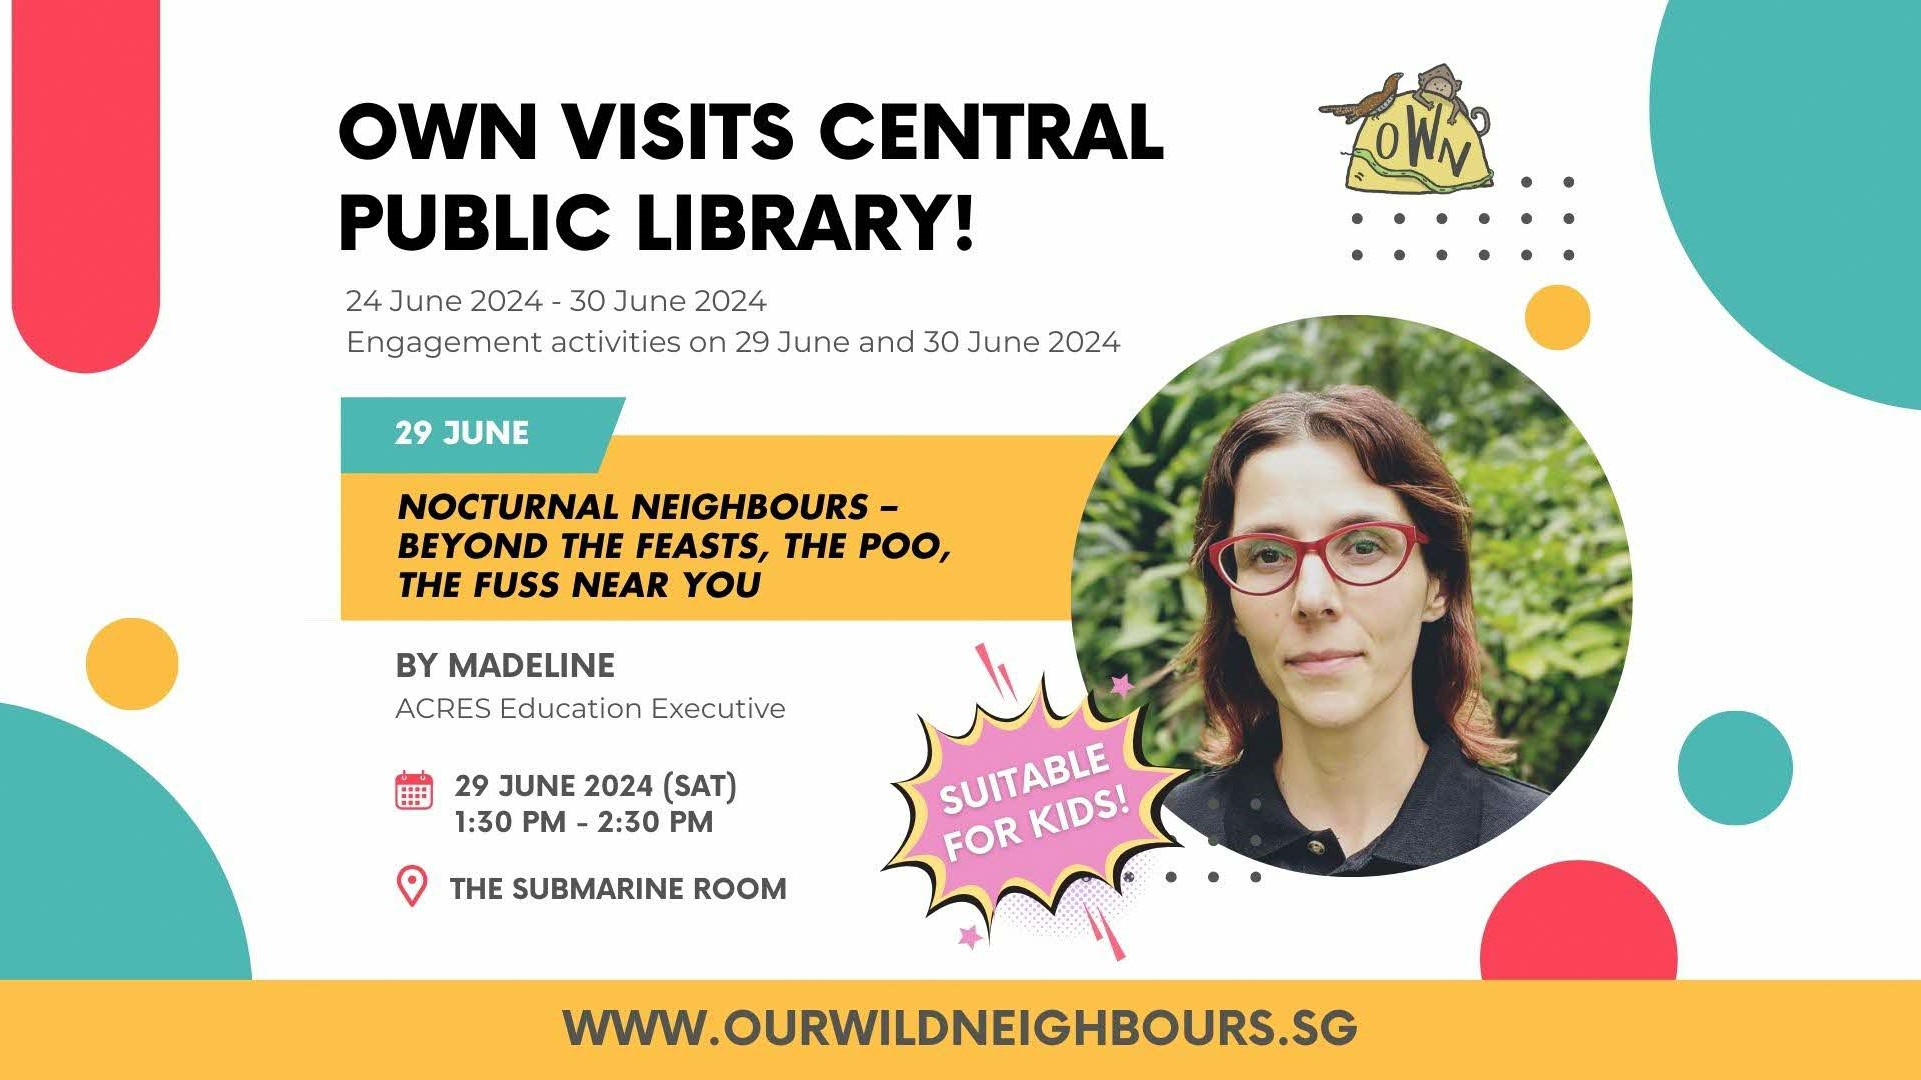 OWN VISITS CENTRAL
PUBLIC LIBRARY!
OWN
24 June 2024 - 30 June 2024
Engagement activities on 29 June and 30 June 2024
29 JUNE
NOCTURNAL NEIGHBOURS –
BEYOND THE FEASTS, THE POO,
THE FUSS NEAR YOU
BY MADELINE
ACRES Education Executive
29 JUNE 2024 (SAT)
1:30 PM - 2:30 PM
THE SUBMARINE ROOM
SUITABLE
FOR KIDS!
WWW.OURWILDNEIGHBOURS.SG